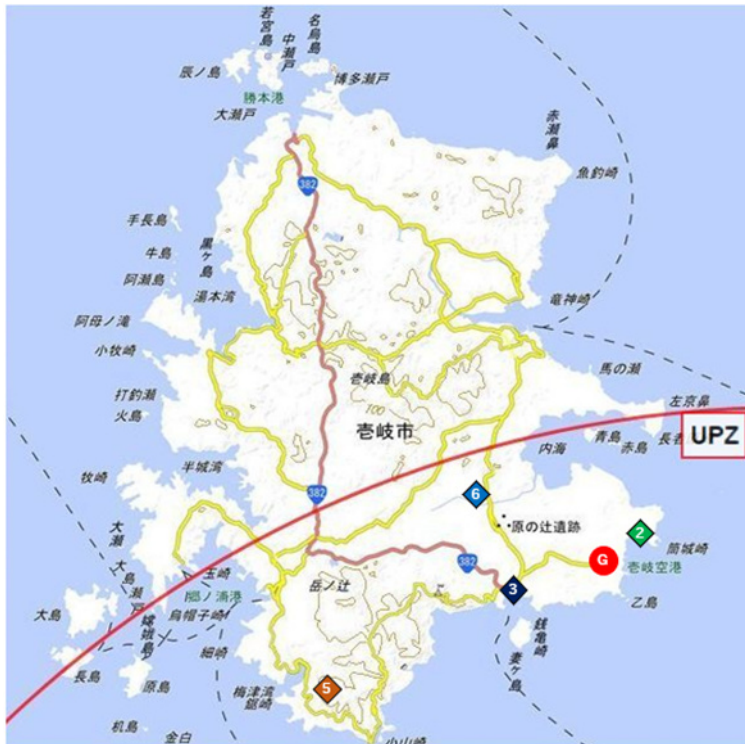 若宮島
中瀬戸
名烏島
辰ノ島
博多瀬戸
勝本港
大瀬戸
赤瀬鼻
魚釣崎
382
手長島
牛島
黒ヶ島
阿瀬島
湯本湾
竜神崎
阿母ノ滝
小牧崎
壱岐島
馬の瀬
打釣瀬
火島
左京鼻
壱岐市
青島
赤島
長者
UPZ
内海
半城湾
牧崎
382
6
原の辻遺跡
2
筒城崎
大瀬
大島
瀬戸
玉崎
382
G
壱岐空港
郷ノ浦港
岳ノ辻
3
乙島
大島
嫦娥島
烏帽子崎
銭亀崎
細崎
妻ヶ島
長島
原島
梅津湾
鋸崎
5
机島
金白
小山崎